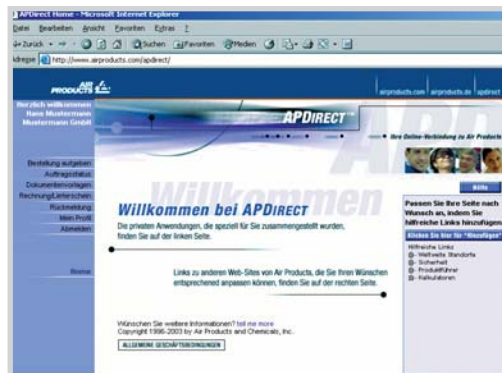 APDirect Home - Microsoft Internet Explorer
Datei Bearbeiten Ansicht Favoriten Extras ?
Zurück Suchen Favoriten Medien
Adresse http://www.airproducts.com/apdirect/
AIR PRODUCTS
airproducts.com | airproducts.de | apdirect
Herzlich willkommen
Hans Mustermann
Mustermann GmbH
APDIRECT™
Ihre Online-Verbindung zu Air Products
Bestellung aufgeben
Auftragsstatus
Dokumentenvorlagen
Rechnung/Lieferschein
Rückmeldung
Mein Profil
Abmelden
Home
Willkommen
Willkommen bei APDIRECT
Die privaten Anwendungen, die speziell für Sie zusammengestellt wurden,
finden Sie auf der linken Seite.
Links zu anderen Web-Sites von Air Products, die Sie Ihren Wünschen
entsprechened anpassen können, finden Sie auf der rechten Seite.
Wünschen Sie weitere Informationen? tell me more
Copyright 1996-2003 by Air Products and Chemicals, Inc.
ALLGEMEINE GESCHÄFTSBEDINGUNGEN
Hilfe
Passen Sie Ihre Seite nach
Wunsch an, indem Sie
hilfreiche Links hinzufügen
Klicken Sie hier für "Hinzufügen"
Hilfreiche Links
Weltweite Standorte
Sicherheit
Produktführer
Kalkulatoren